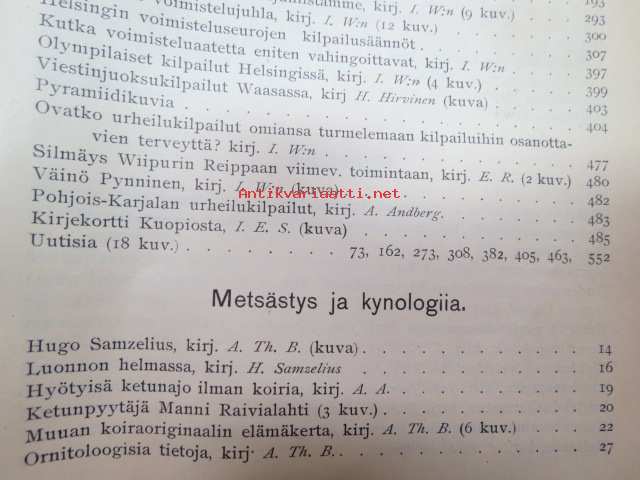 voimistelujuhla, kirj. I. W:n (9 kuv.) 193
Helsingin voimisteluseurojen kilpailusäännöt (12 kuv.) . 293
Kutka voimisteluaatetta eniten vahingoittavat, kirj. I. W:n . 300
Olympilaiset kilpailut Helsingissä, kirj. I. W:n (4 kuv.) . 307
Viestinjuoksukilpailut Waasassa, kirj H. Hirvinen (kuva) 397
Pyramiidikuvia . . . 399
403
Ovatko urheilukilpailut omiansa turmelemaan kilpailuihin osanotta- 404
vien terveyttä? kirj. I. W:n . . .
Silmäys Wiipurin Reippaan viimev. toimintaan, kirj. E. R. (2 kuv.) 477
Väinö Pynninen, kirj. I. W:n (kuva) . . . 480
Antikvariaatti.net
Pohjois-Karjalan urheilukilpailut, kirj. A. Andberg. . . . 482
Kirjekortti Kuopiosta, I. E. S. (kuva) . . . 483
485
Uutisia (18 kuv.) . . . 73, 162, 273, 308, 382, 405, 463, 552
Metsästys ja kynologiia.
Hugo Samzelius, kirj. A. Th. B. (kuva) . . . 14
Luonnon helmassa, kirj. H. Samzelius . . . 16
Hyötyisä ketunajo ilman koiria, kirj. A. A. . . . 19
Ketunpyytäjä Manni Raivialahti (3 kuv.) . . . 20
Muuan koiraoriginaalin elämäkerta, kirj. A. Th. B. (6 kuv.) . . . 22
Ornitoloogisia tietoja, kirj. A. Th. B. . . . 27